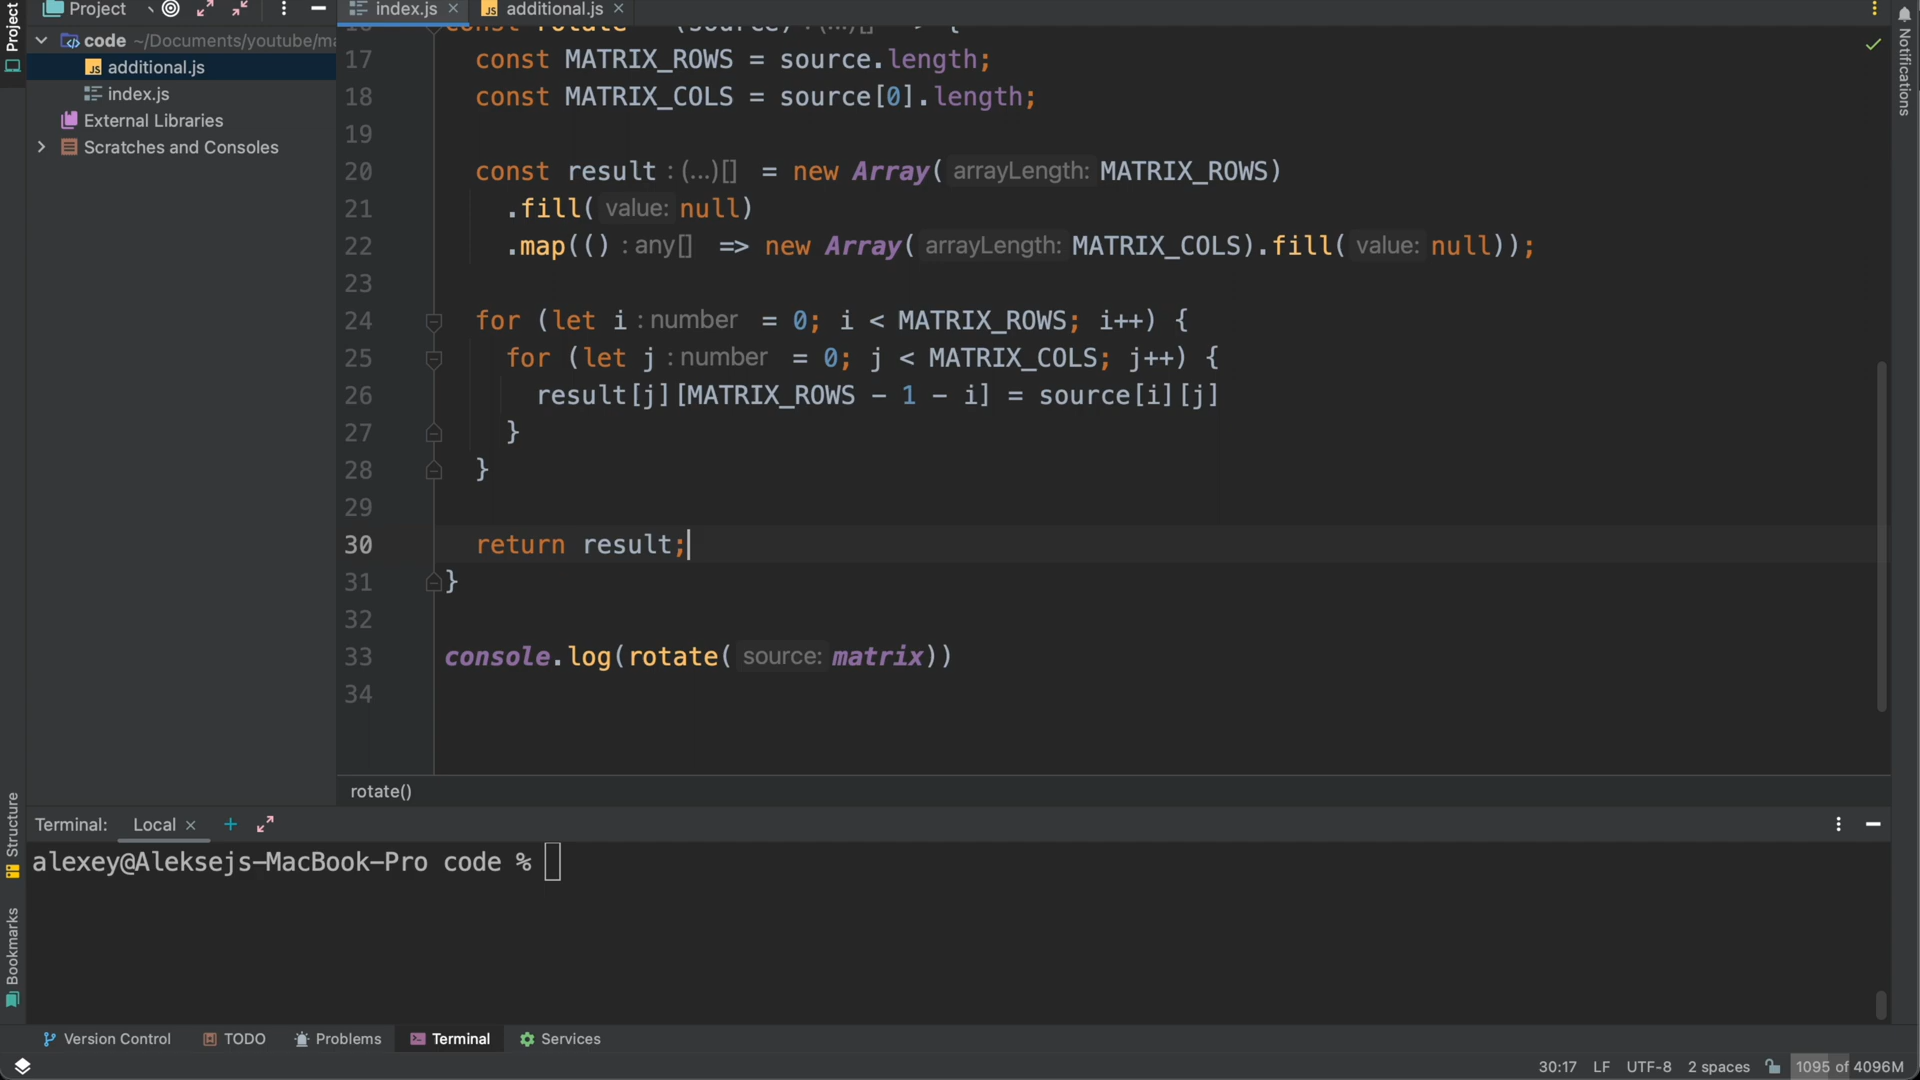 Project
index.js
additional.js
Project
code ~/Documents/youtube/ma
additional.js
index.js
External Libraries
Scratches and Consoles
Notifications
17 const MATRIX_ROWS = source.length;
18 const MATRIX_COLS = source[0].length;
19
20 const result :(...)[] = new Array( arrayLength: MATRIX_ROWS)
21 .fill( value: null)
22 .map(() :any[] => new Array( arrayLength: MATRIX_COLS).fill( value: null));
23
24 for (let i :number = 0; i < MATRIX_ROWS; i++) {
25 for (let j :number = 0; j < MATRIX_COLS; j++) {
26 result[j][MATRIX_ROWS - 1 - i] = source[i][j]
27 }
28 }
29
30 return result;
31 }
32
33 console.log(rotate( source: matrix))
34
rotate()
Structure
Bookmarks
Terminal: Local
alexey@Aleksejs-MacBook-Pro code %
Version Control TODO Problems Terminal Services
30:17 LF UTF-8 2 spaces 1095 of 4096M